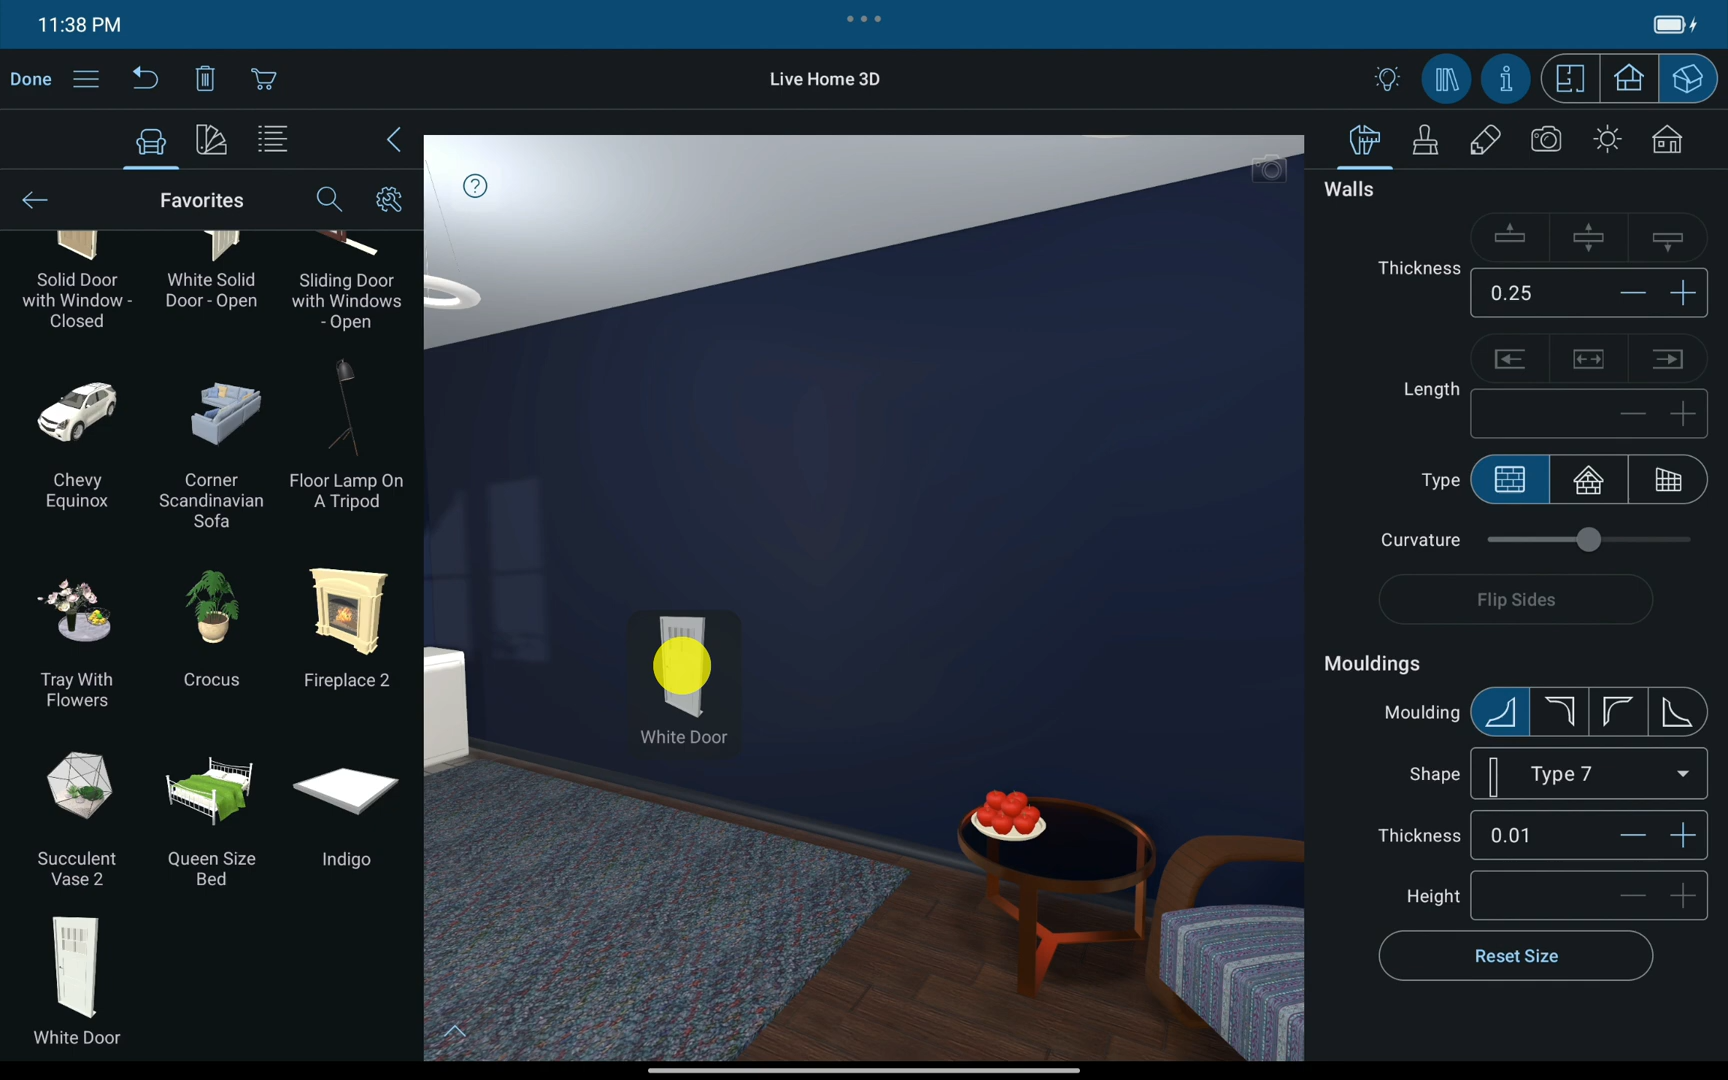 11:38 PM
Done
Live Home 3D
Favorites
Solid Door
with Window -
Closed
White Solid
Door - Open
Sliding Door
with Windows
- Open
Chevy
Equinox
Corner
Scandinavian
Sofa
Floor Lamp On
A Tripod
Tray With
Flowers
Crocus
Fireplace 2
Succulent
Vase 2
Queen Size
Bed
Indigo
White Door
White Door
Walls
Thickness
0.25
Length
Type
Curvature
Flip Sides
Mouldings
Moulding
Shape
Type 7
Thickness
0.01
Height
Reset Size